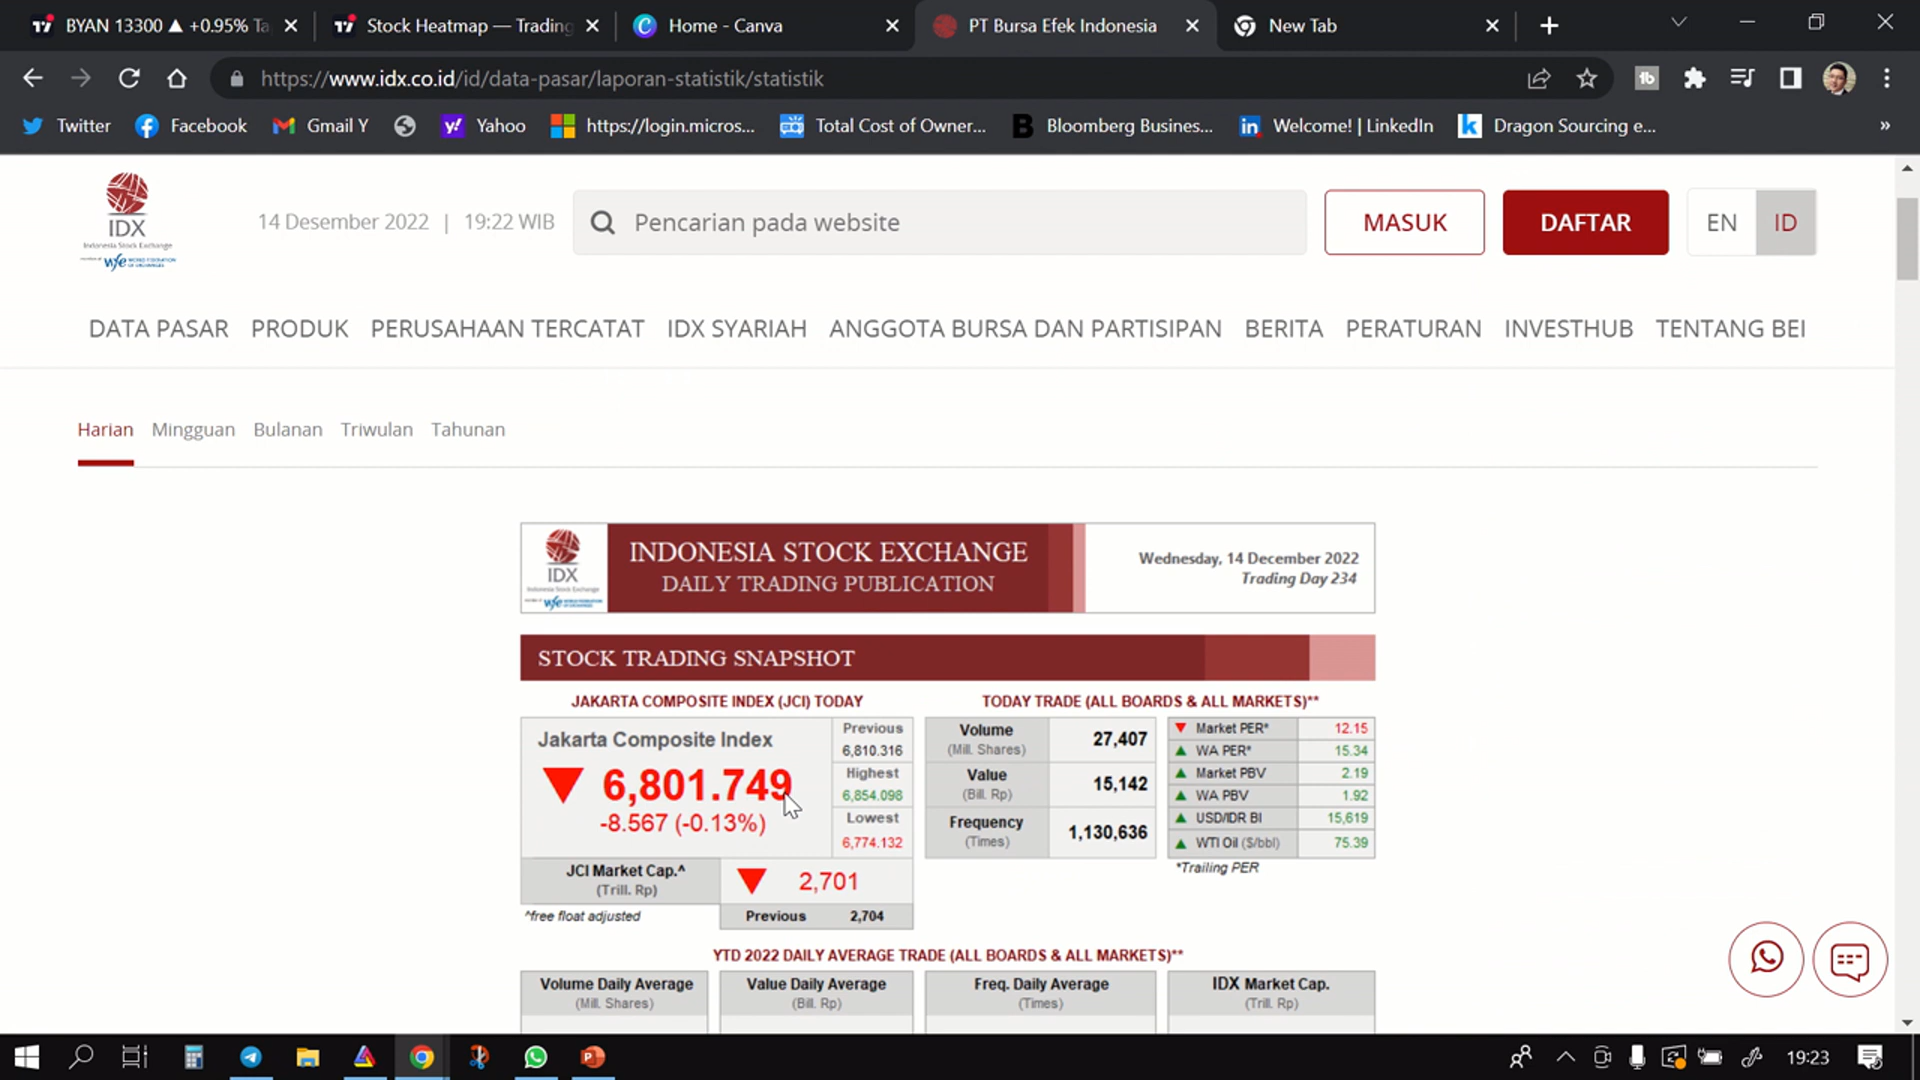 BYAN 13300 ▲ +0.95% Ta
Stock Heatmap — Trading
Home - Canva
PT Bursa Efek Indonesia
New Tab
https://www.idx.co.id/id/data-pasar/laporan-statistik/statistik
Twitter
Facebook
Gmail Y
Yahoo
https://login.micros...
Total Cost of Owner...
Bloomberg Busines...
Welcome! | LinkedIn
Dragon Sourcing e...
»
IDX
Indonesia Stock Exchange
14 Desember 2022 | 19:22 WIB
Pencarian pada website
MASUK
DAFTAR
EN
ID
DATA PASAR
PRODUK
PERUSAHAAN TERCATAT
IDX SYARIAH
ANGGOTA BURSA DAN PARTISIPAN
BERITA
PERATURAN
INVESTHUB
TENTANG BEI
Harian
Mingguan
Bulanan
Triwulan
Tahunan
IDX
Indonesia Stock Exchange
INDONESIA STOCK EXCHANGE
DAILY TRADING PUBLICATION
Wednesday, 14 December 2022
Trading Day 234
STOCK TRADING SNAPSHOT
JAKARTA COMPOSITE INDEX (JCI) TODAY
Jakarta Composite Index
▼ 6,801.749
-8.567 (-0.13%)
Previous
6,810.316
Highest
6,854.098
Lowest
6,774.132
JCI Market Cap.^
(Trill. Rp)
▼ 2,701
^free float adjusted
Previous 2,704
TODAY TRADE (ALL BOARDS & ALL MARKETS)**
Volume
(Mill. Shares)
27,407
Value
(Bill. Rp)
15,142
Frequency
(Times)
1,130,636
▼ Market PER* 12.15
▲ WA PER* 15.34
▲ Market PBV 2.19
▲ WA PBV 1.92
▲ USD/IDR BI 15,619
▲ WTI Oil ($/bbl) 75.39
*Trailing PER
YTD 2022 DAILY AVERAGE TRADE (ALL BOARDS & ALL MARKETS)**
Volume Daily Average
(Mill. Shares)
Value Daily Average
(Bill. Rp)
Freq. Daily Average
(Times)
IDX Market Cap.
(Trill. Rp)
19:23